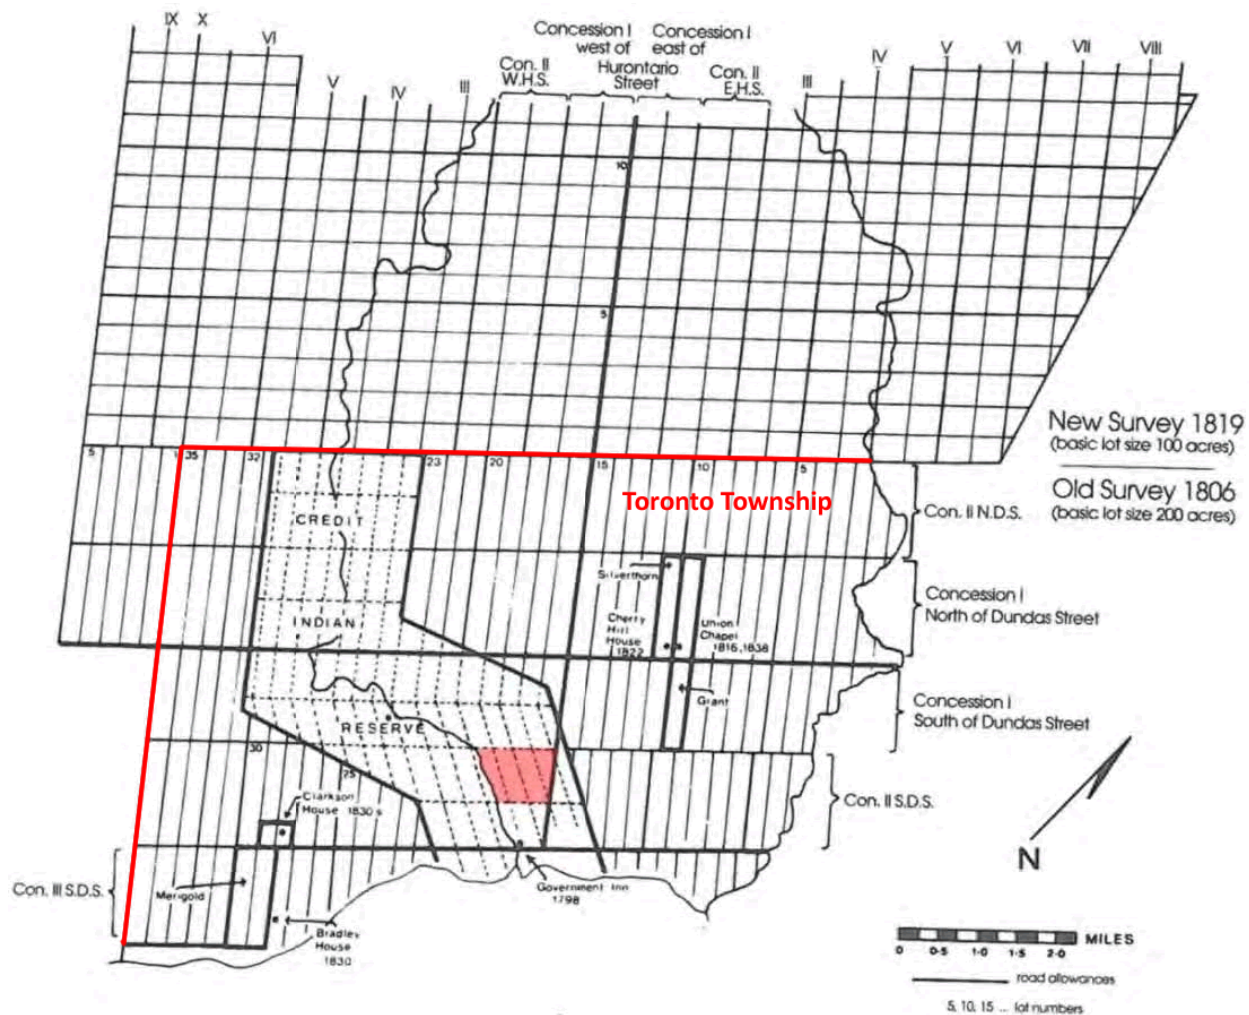 IX X
VI
V
IV
III
Concession I
west of
Concession I
east of
Hurontario
Street
Con. II
W.H.S.
Con. II
E.H.S.
III
IV
V
VI
VII
VIII
10
5
New Survey 1819
(basic lot size 100 acres)
Old Survey 1806
(basic lot size 200 acres)
5
35
32
23
20
15
10
5
Toronto Township
Con. II N.D.S.
CREDIT
INDIAN
RESERVE
Silverthorn
Cherry
Hill
House
1822
Union
Chapel
1816,1838
Grant
Concession I
North of Dundas Street
Concession I
South of Dundas Street
Con. II S.D.S.
30
25
Clarkson
House 1830's
Con. III S.D.S.
Merigold
Bradley
House
1830
Government Inn
1798
N
MILES
0 0·5 1·0 1·5 2·0
road allowances
5, 10, 15 ... lot numbers